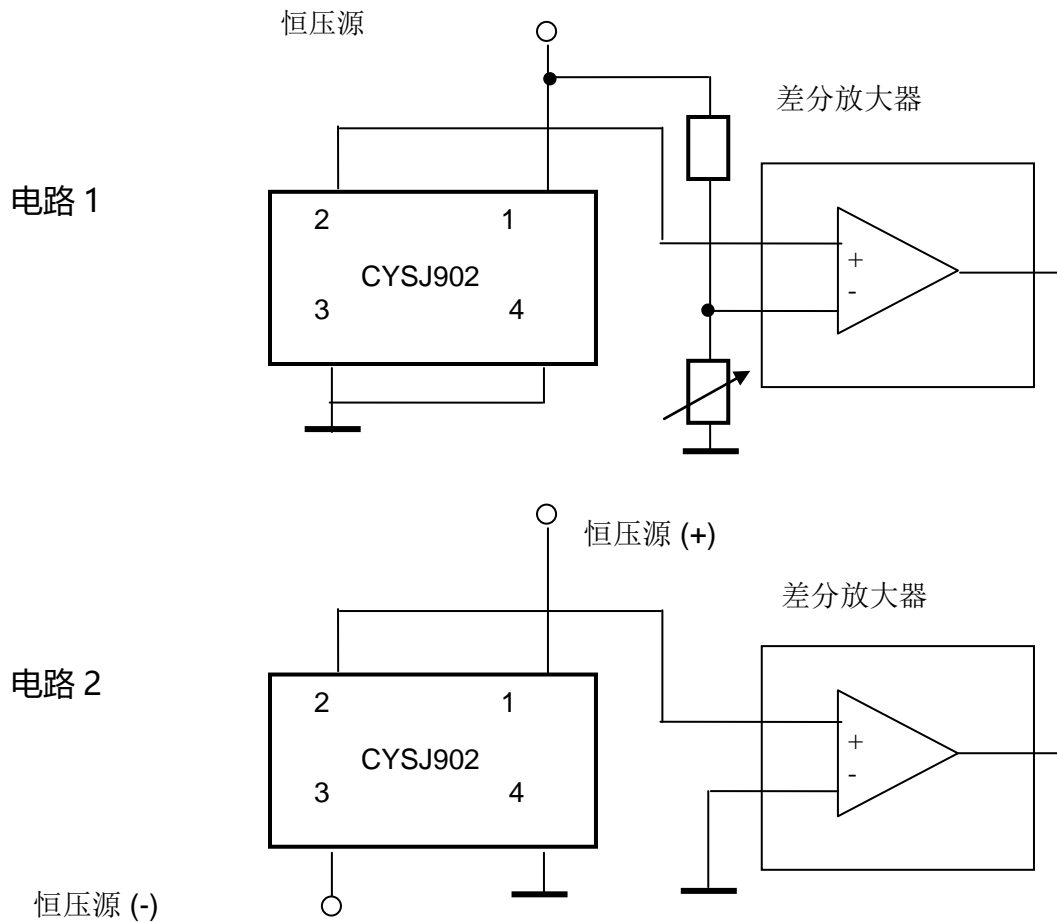 恒压源
差分放大器
电路 1
2 1
CYSJ902
3 4
+
-
恒压源 (+)
差分放大器
电路 2
2 1
CYSJ902
3 4
+
-
恒压源 (-)